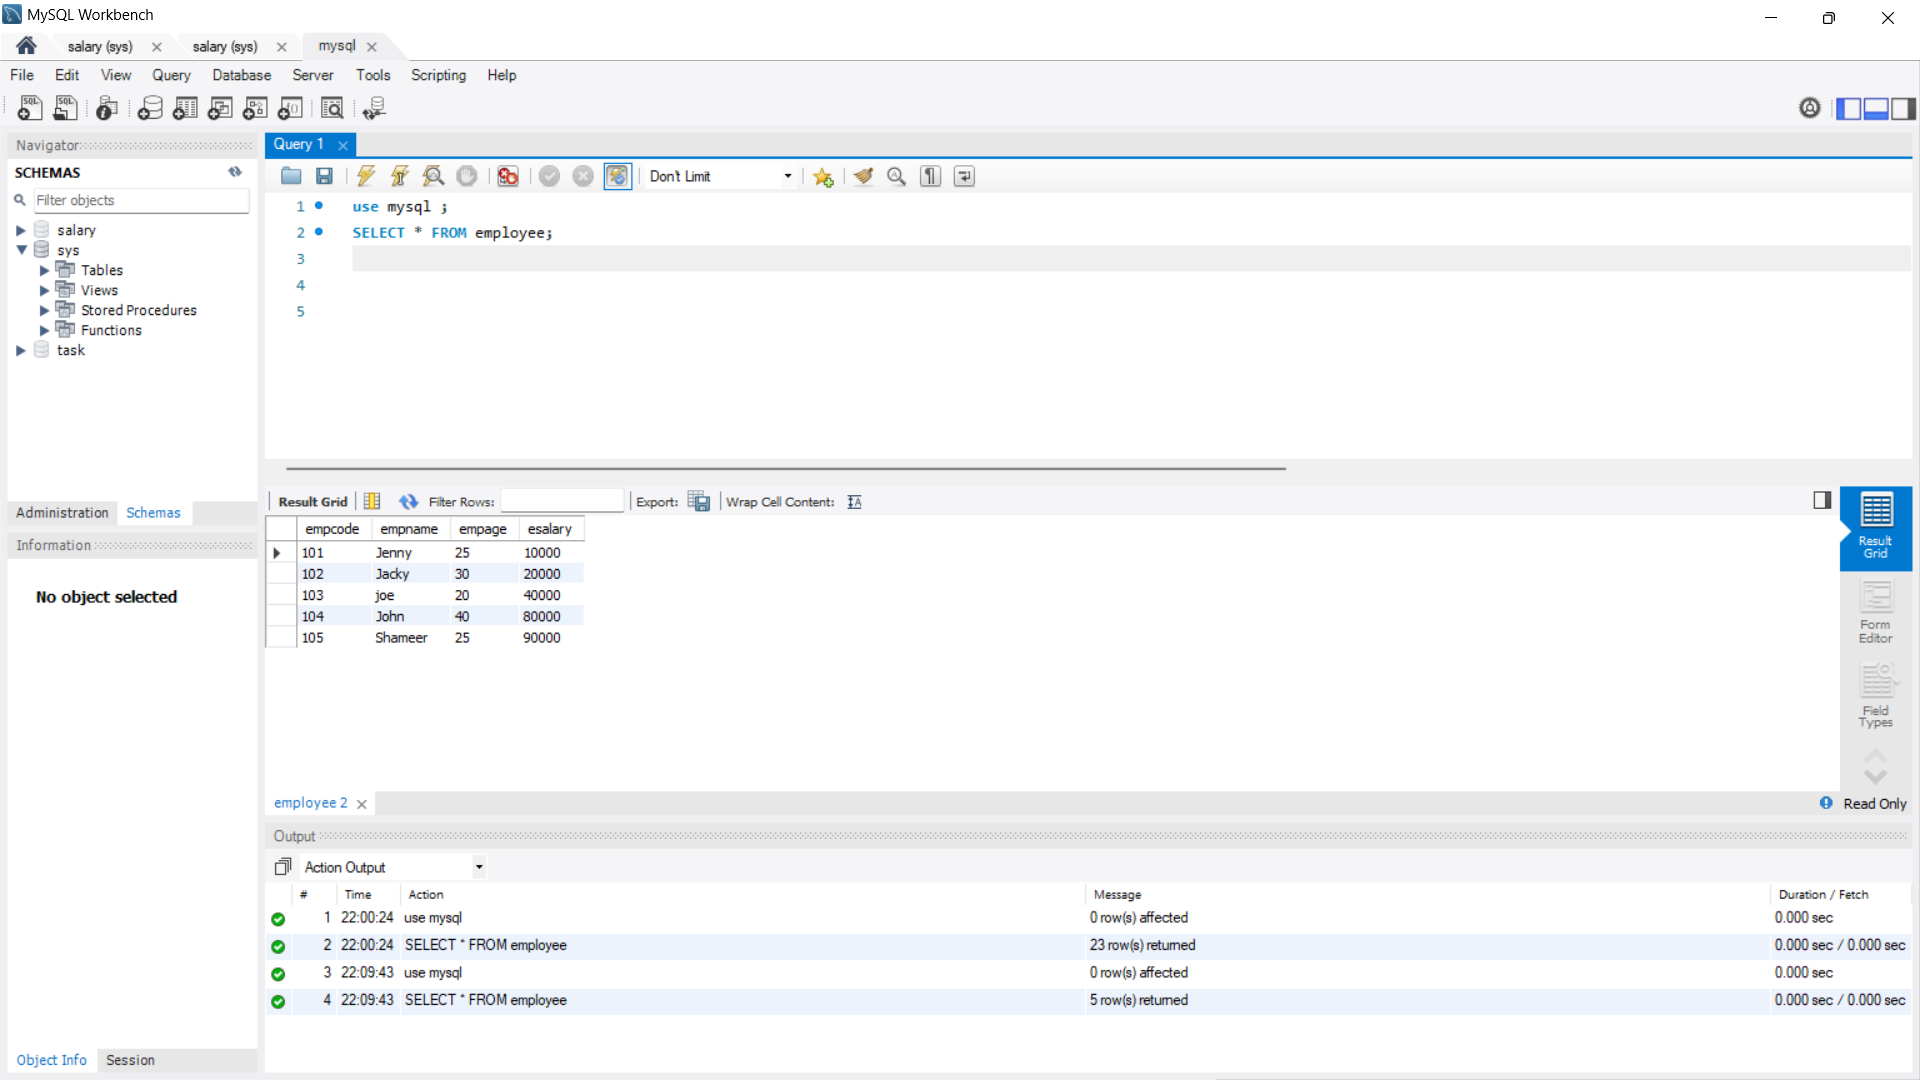 MySQL Workbench
salary (sys)
salary (sys)
mysql
File Edit View Query Database Server Tools Scripting Help
Navigator
SCHEMAS
Filter objects
salary
sys
Tables
Views
Stored Procedures
Functions
task
Administration Schemas
Information
No object selected
Object Info Session
Query 1
Don't Limit
1 use mysql ;
2 SELECT * FROM employee;
3
4
5
Result Grid Filter Rows: Export: Wrap Cell Content:
empcode empname empage esalary
101 Jenny 25 10000
102 Jacky 30 20000
103 joe 20 40000
104 John 40 80000
105 Shameer 25 90000
Result
Grid
Form
Editor
Field
Types
employee 2
Read Only
Output
Action Output
# Time Action Message Duration / Fetch
1 22:00:24 use mysql 0 row(s) affected 0.000 sec
2 22:00:24 SELECT * FROM employee 23 row(s) returned 0.000 sec / 0.000 sec
3 22:09:43 use mysql 0 row(s) affected 0.000 sec
4 22:09:43 SELECT * FROM employee 5 row(s) returned 0.000 sec / 0.000 sec